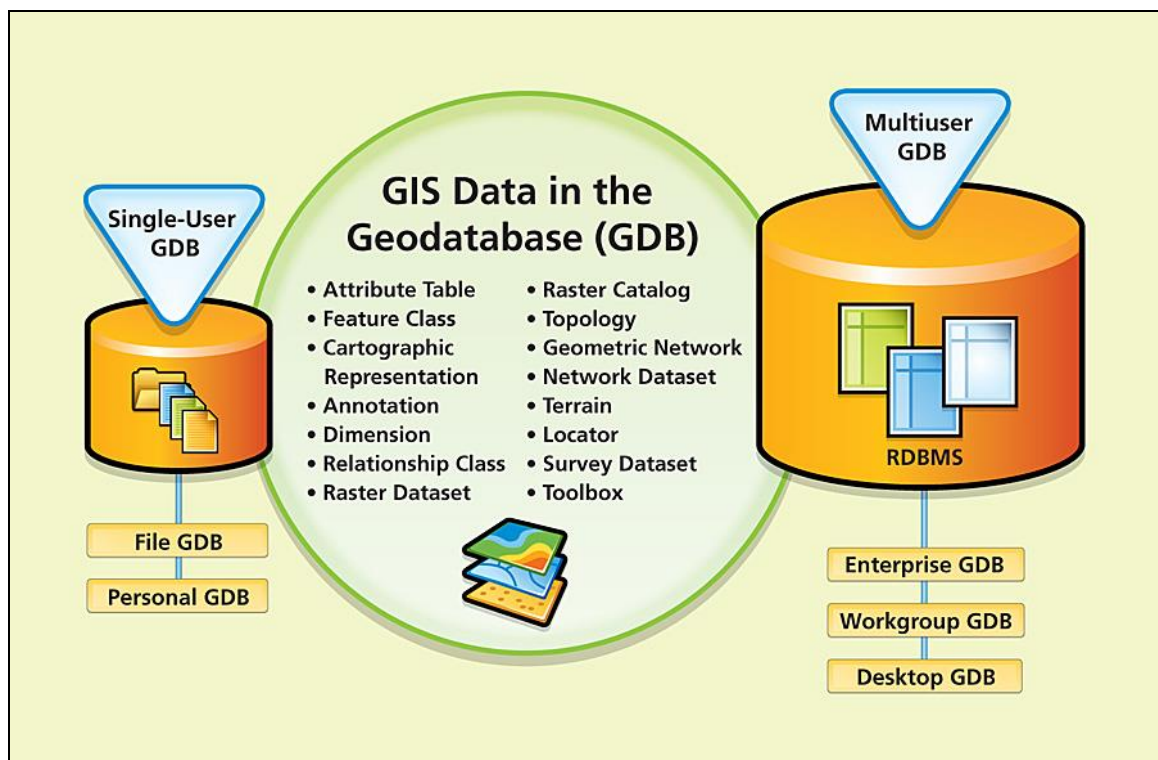 Single-User
GDB
File GDB
Personal GDB
GIS Data in the
Geodatabase (GDB)
• Attribute Table
• Feature Class
• Cartographic
Representation
• Annotation
• Dimension
• Relationship Class
• Raster Dataset
• Raster Catalog
• Topology
• Geometric Network
• Network Dataset
• Terrain
• Locator
• Survey Dataset
• Toolbox
Multiuser
GDB
RDBMS
Enterprise GDB
Workgroup GDB
Desktop GDB